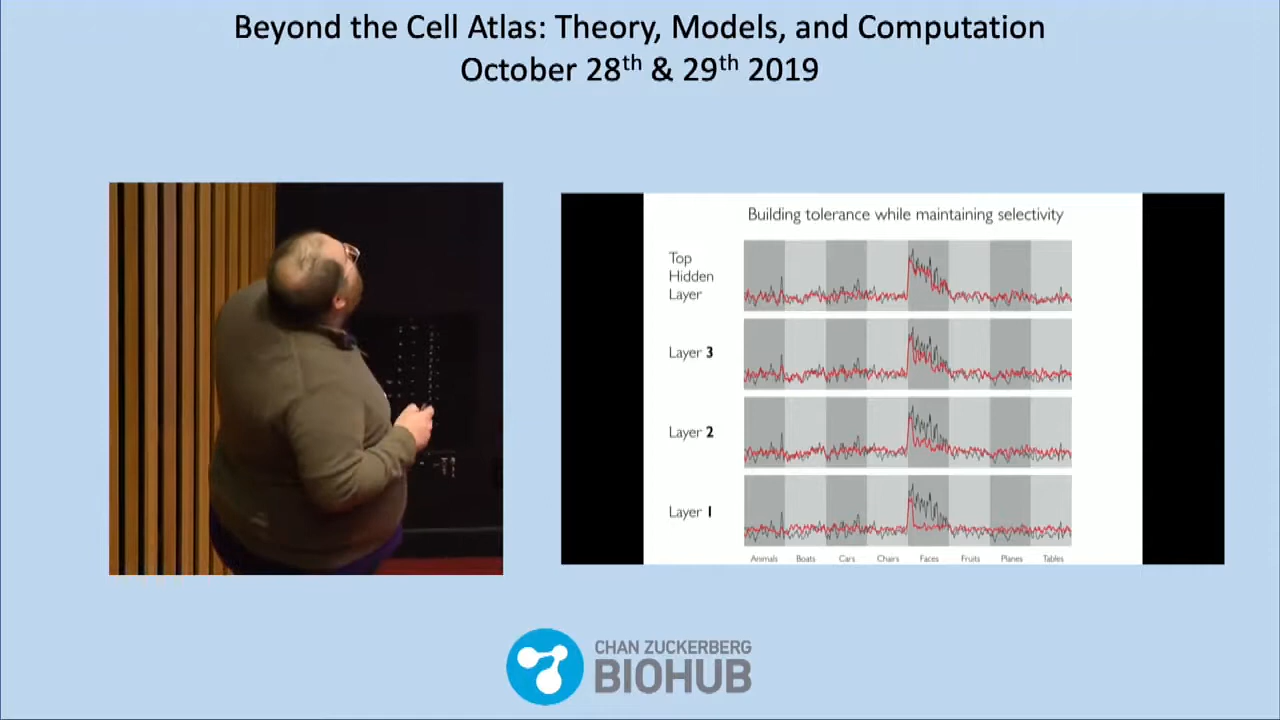 Beyond the Cell Atlas: Theory, Models, and Computation
October 28th & 29th 2019
Building tolerance while maintaining selectivity
Top
Hidden
Layer
Layer 3
Layer 2
Layer 1
Animals Boats Cars Chairs Faces Fruits Planes Tables
CHAN ZUCKERBERG
BIOHUB